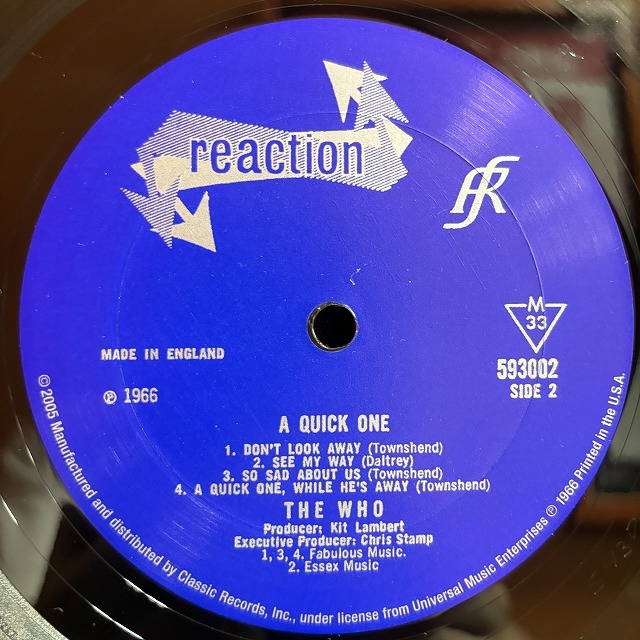 reaction
M
33
MADE IN ENGLAND
593002
SIDE 2
℗ 1966
A QUICK ONE
1. DON'T LOOK AWAY (Townshend)
2. SEE MY WAY (Daltrey)
3. SO SAD ABOUT US (Townshend)
4. A QUICK ONE, WHILE HE'S AWAY (Townshend)
THE WHO
Producer: Kit Lambert
Executive Producer: Chris Stamp
1, 3, 4. Fabulous Music.
2. Essex Music
© 2005 Manufactured and distributed by Classic Records, Inc., under license from Universal Music Enterprises ℗ 1966 Printed in the U.S.A.